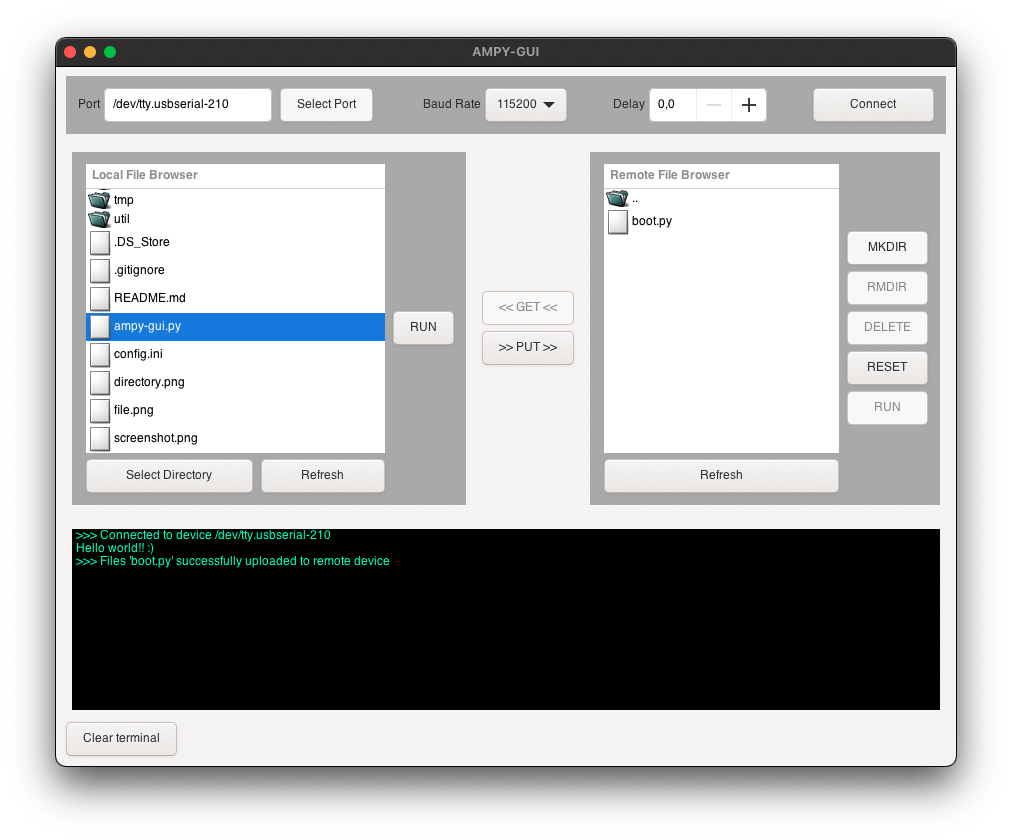 AMPY-GUI
Port /dev/tty.usbserial-210 Select Port Baud Rate 115200 Delay 0,0 Connect
Local File Browser
tmp
util
.DS_Store
.gitignore
README.md
ampy-gui.py
config.ini
directory.png
file.png
screenshot.png
Select Directory Refresh
RUN
<< GET <<
>> PUT >>
Remote File Browser
..
boot.py
Refresh
MKDIR
RMDIR
DELETE
RESET
RUN
>>> Connected to device /dev/tty.usbserial-210
Hello world!! :)
>>> Files 'boot.py' successfully uploaded to remote device
Clear terminal